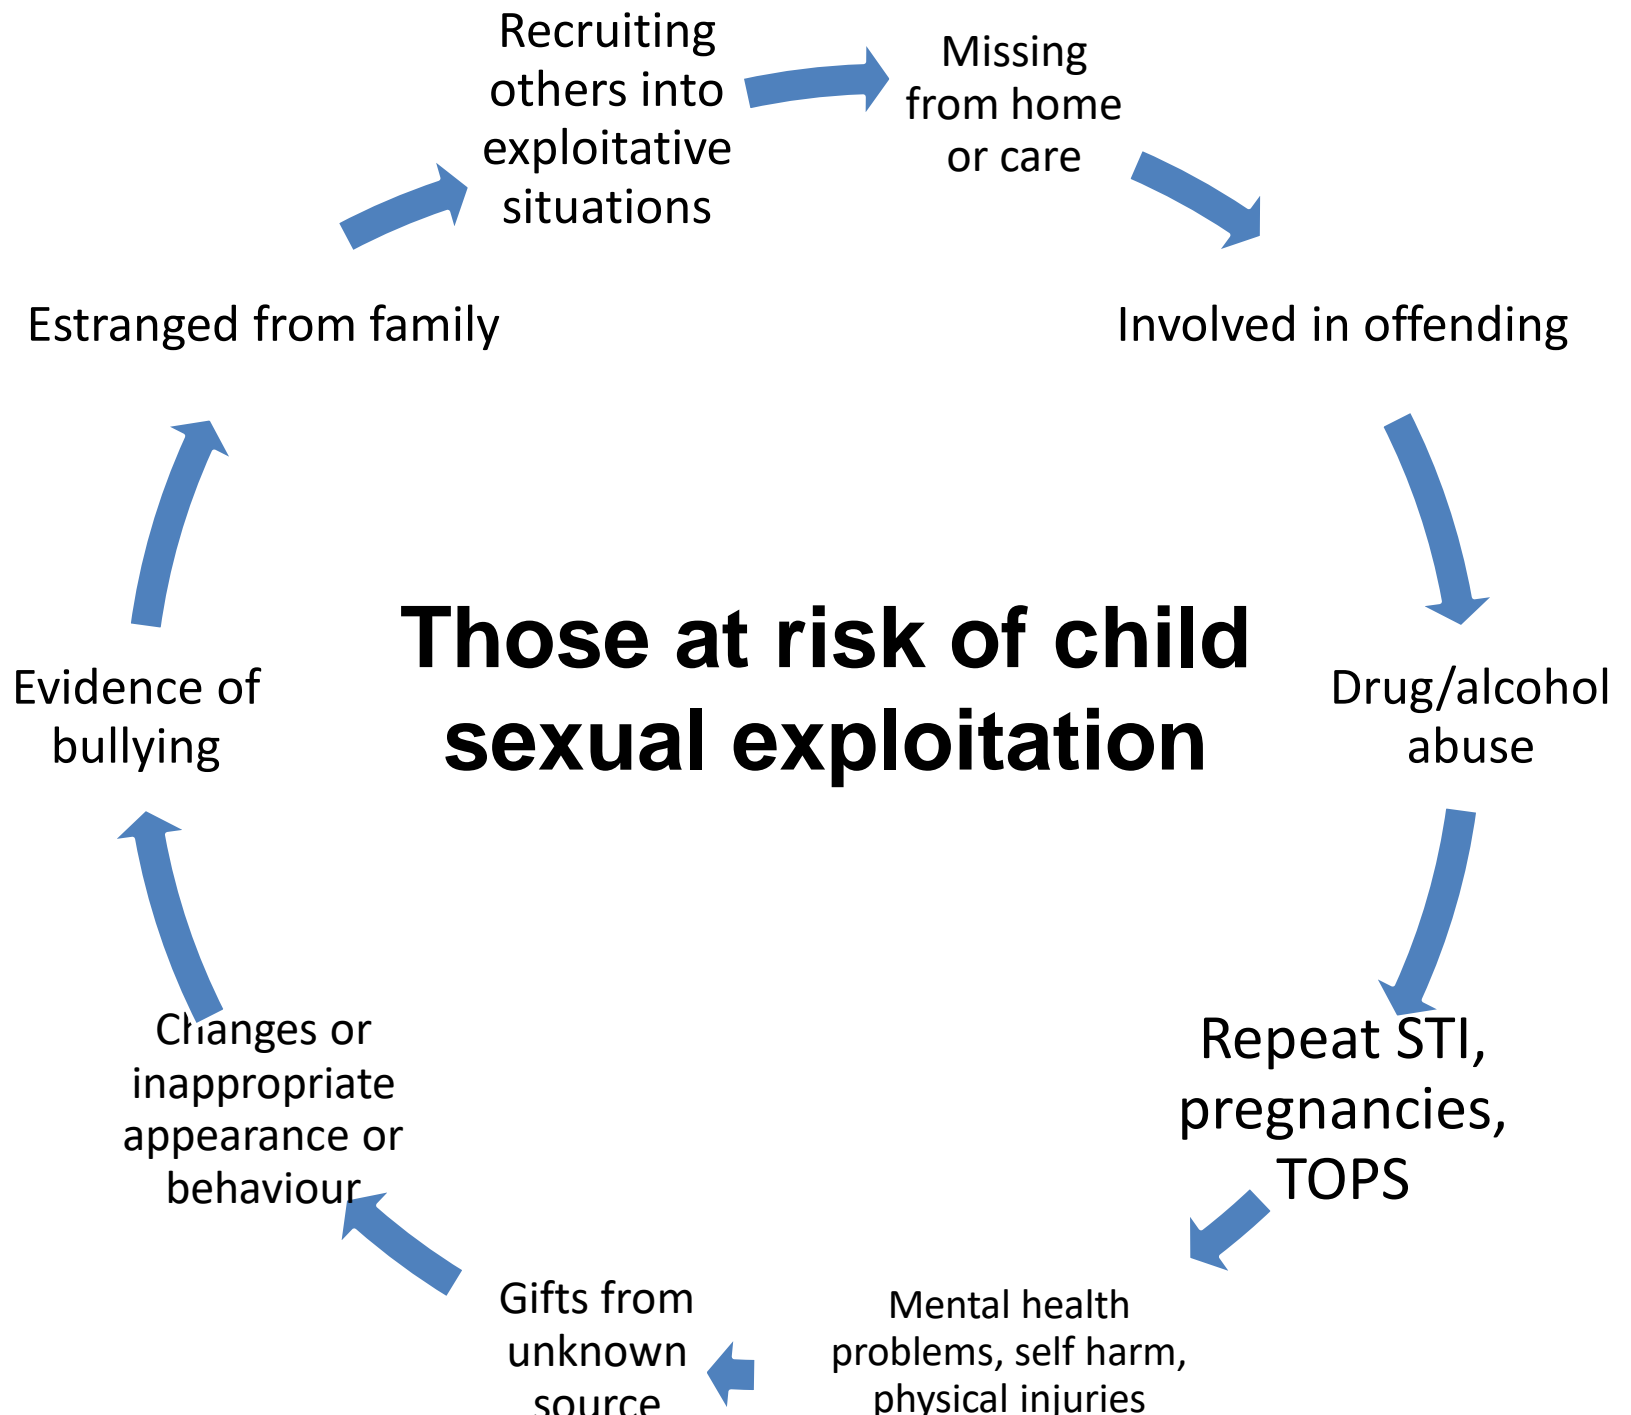 Recruiting
others into
exploitative
situations
Missing
from home
or care
Involved in offending
Drug/alcohol
abuse
Repeat STI,
pregnancies,
TOPS
Mental health
problems, self harm,
physical injuries
Gifts from
unknown
source
Changes or
inappropriate
appearance or
behaviour
Evidence of
bullying
Estranged from family
Those at risk of child
sexual exploitation